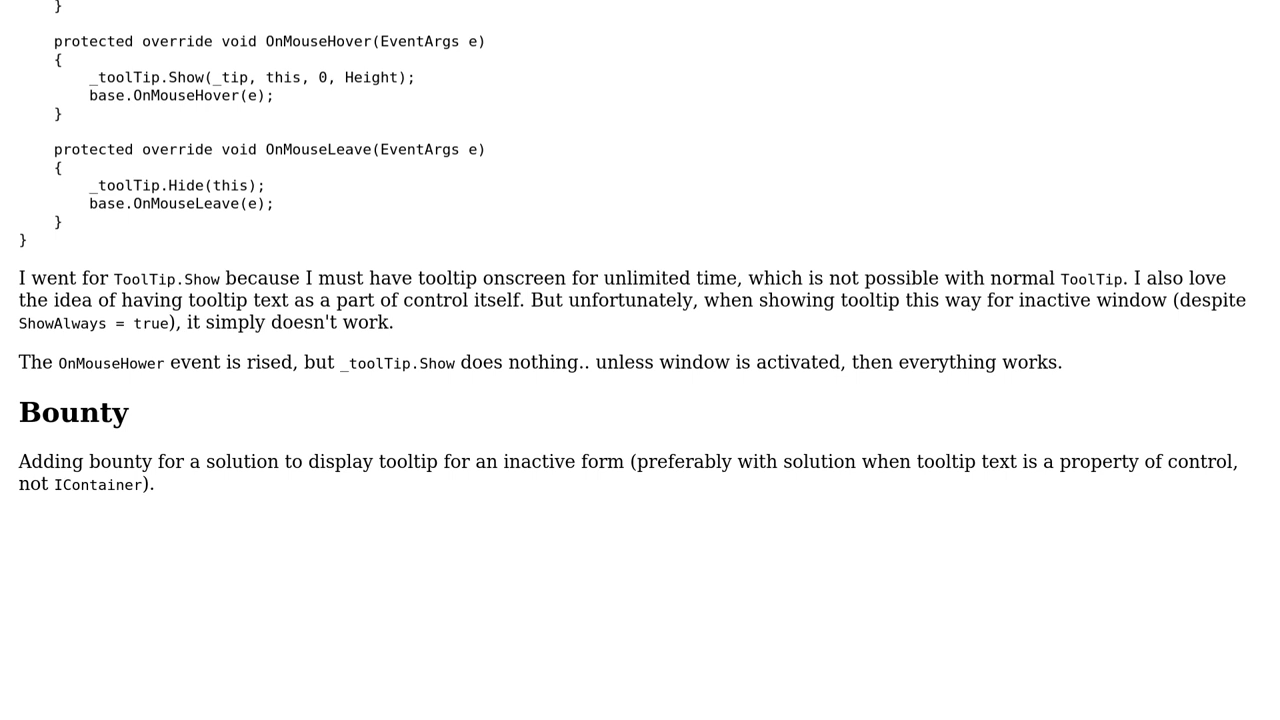 }
protected override void OnMouseHover(EventArgs e)
{
_toolTip.Show(_tip, this, 0, Height);
base.OnMouseHover(e);
}
protected override void OnMouseLeave(EventArgs e)
{
_toolTip.Hide(this);
base.OnMouseLeave(e);
}
}
I went for ToolTip.Show because I must have tooltip onscreen for unlimited time, which is not possible with normal ToolTip. I also love
the idea of having tooltip text as a part of control itself. But unfortunately, when showing tooltip this way for inactive window (despite
ShowAlways = true), it simply doesn't work.
The OnMouseHower event is rised, but _toolTip.Show does nothing.. unless window is activated, then everything works.
Bounty
Adding bounty for a solution to display tooltip for an inactive form (preferably with solution when tooltip text is a property of control,
not IContainer).